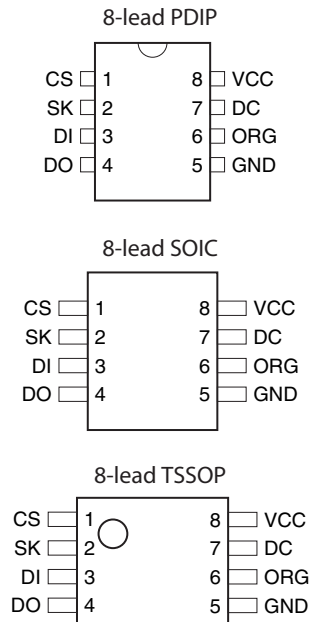 8-lead PDIP
CS 1 8 VCC
SK 2 7 DC
DI 3 6 ORG
DO 4 5 GND
8-lead SOIC
CS 1 8 VCC
SK 2 7 DC
DI 3 6 ORG
DO 4 5 GND
8-lead TSSOP
CS 1 8 VCC
SK 2 7 DC
DI 3 6 ORG
DO 4 5 GND